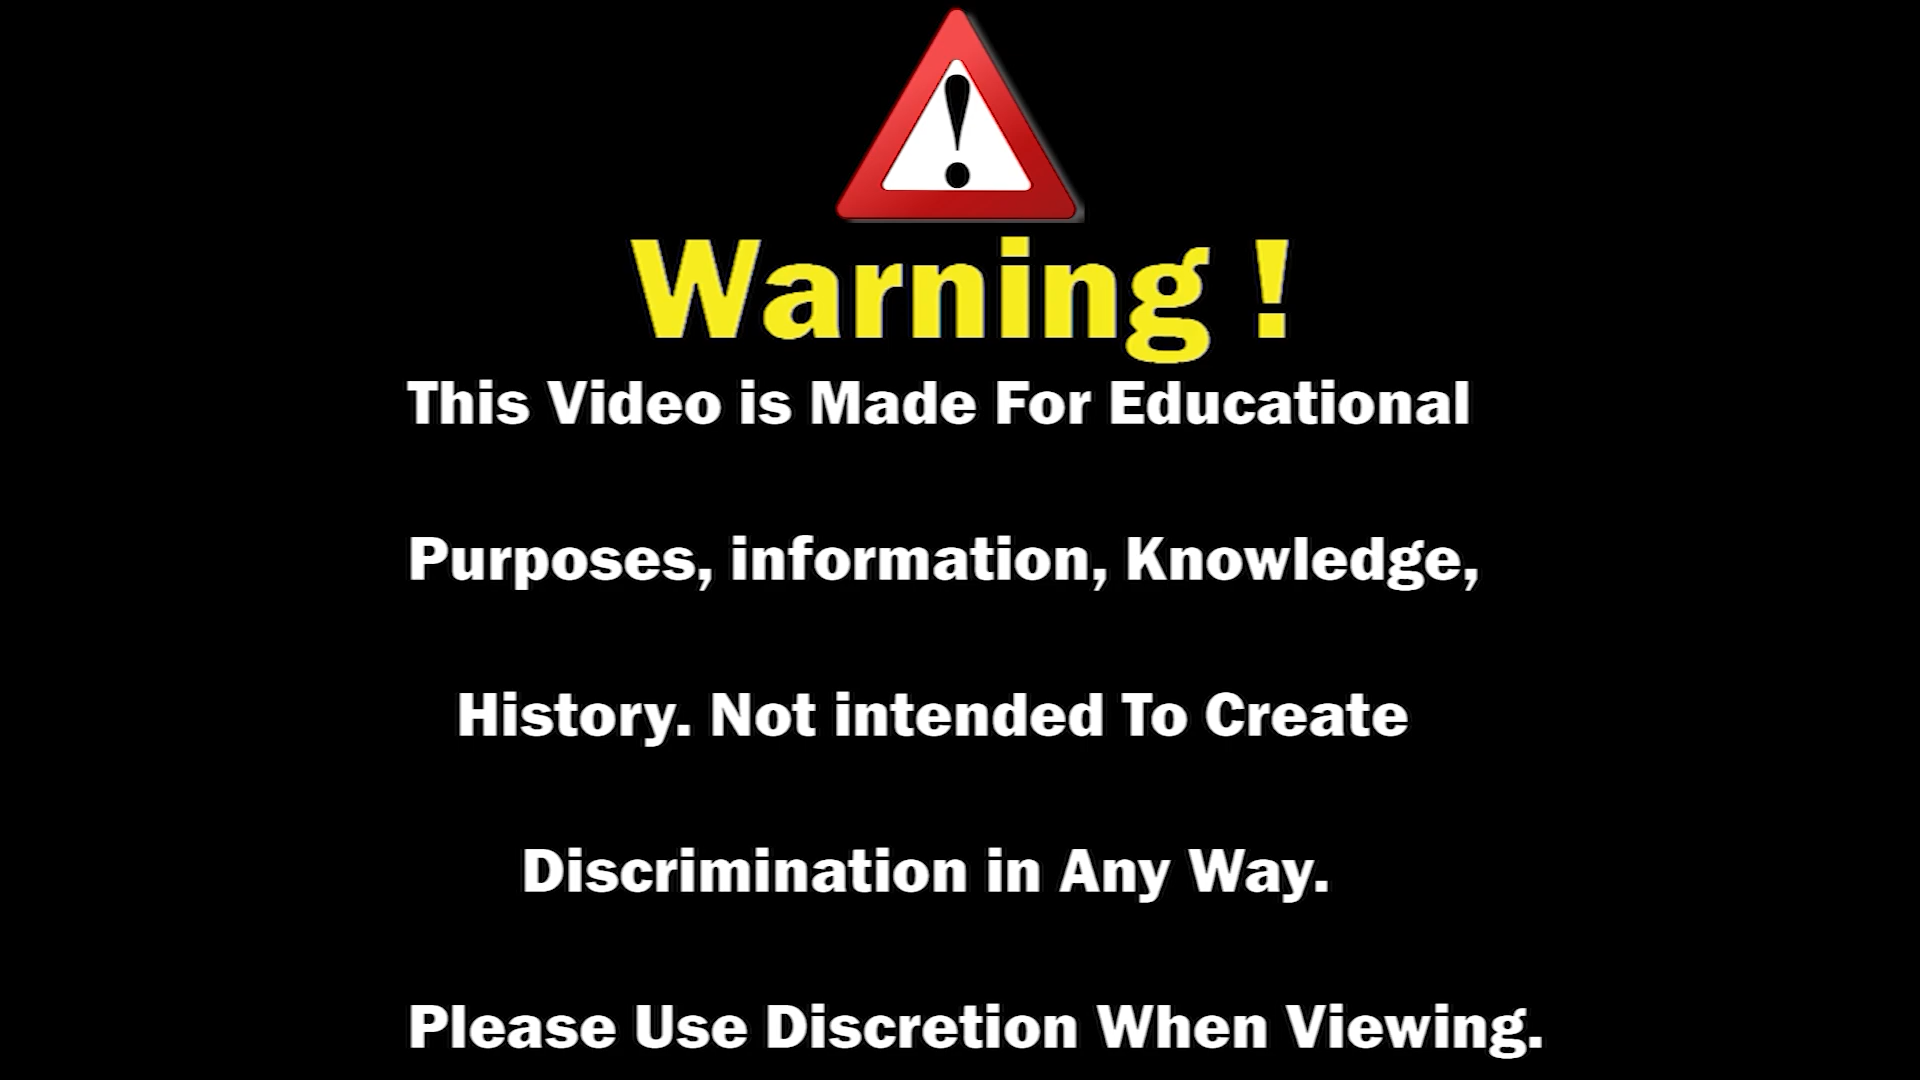 Warning !
This Video is Made For Educational
Purposes, information, Knowledge,
History. Not intended To Create
Discrimination in Any Way.
Please Use Discretion When Viewing.